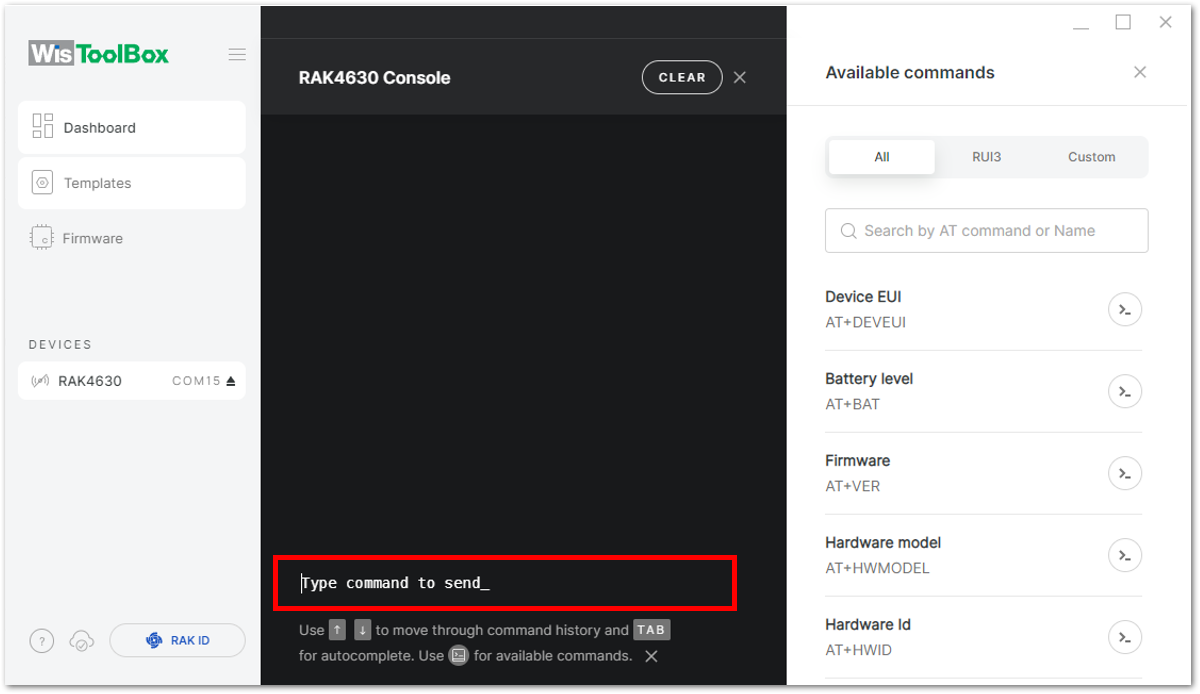 WisToolBox
Dashboard
Templates
Firmware
DEVICES
RAK4630 COM15
?
RAK ID
RAK4630 Console
CLEAR
Type command to send_
Use ↑ ↓ to move through command history and TAB
for autocomplete. Use for available commands.
Available commands
All RUI3 Custom
Search by AT command or Name
Device EUI
AT+DEVEUI
Battery level
AT+BAT
Firmware
AT+VER
Hardware model
AT+HWMODEL
Hardware Id
AT+HWID